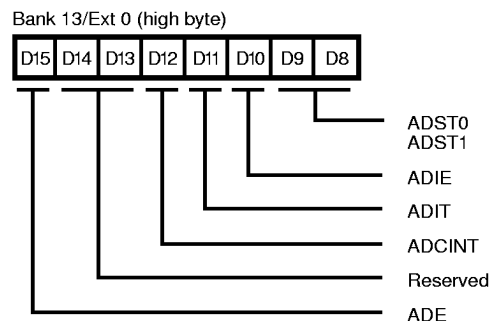 Bank 13/Ext 0 (high byte)
D15 D14 D13 D12 D11 D10 D9 D8
ADST0
ADST1
ADIE
ADIT
ADCINT
Reserved
ADE